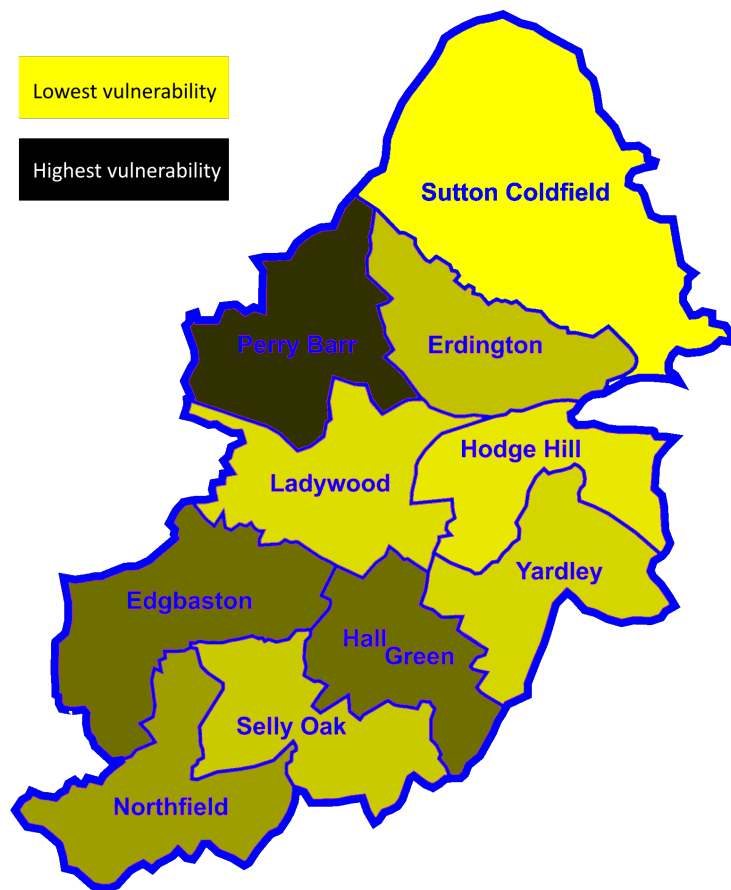 Lowest vulnerability
Highest vulnerability
Sutton Coldfield
Perry Barr
Erdington
Hodge Hill
Ladywood
Yardley
Edgbaston
Hall
Green
Selly Oak
Northfield